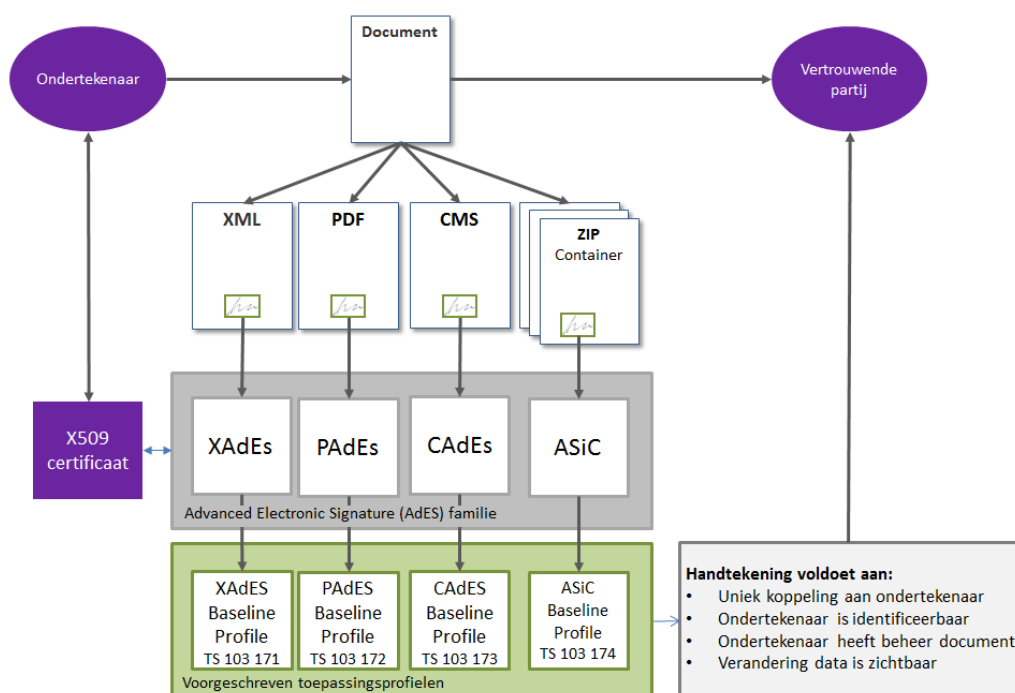 Document
Ondertekenaar
Vertrouwende
partij
XML
PDF
CMS
ZIP
Container
X509
certificaat
XAdEs
PAdEs
CAdEs
ASiC
Advanced Electronic Signature (AdES) familie
XAdES
Baseline
Profile
TS 103 171
PAdES
Baseline
Profile
TS 103 172
CAdES
Baseline
Profile
TS 103 173
ASiC
Baseline
Profile
TS 103 174
Voorgeschreven toepassingsprofielen
Handtekening voldoet aan:
• Uniek koppeling aan ondertekenaar
• Ondertekenaar is identificeerbaar
• Ondertekenaar heeft beheer document
• Verandering data is zichtbaar